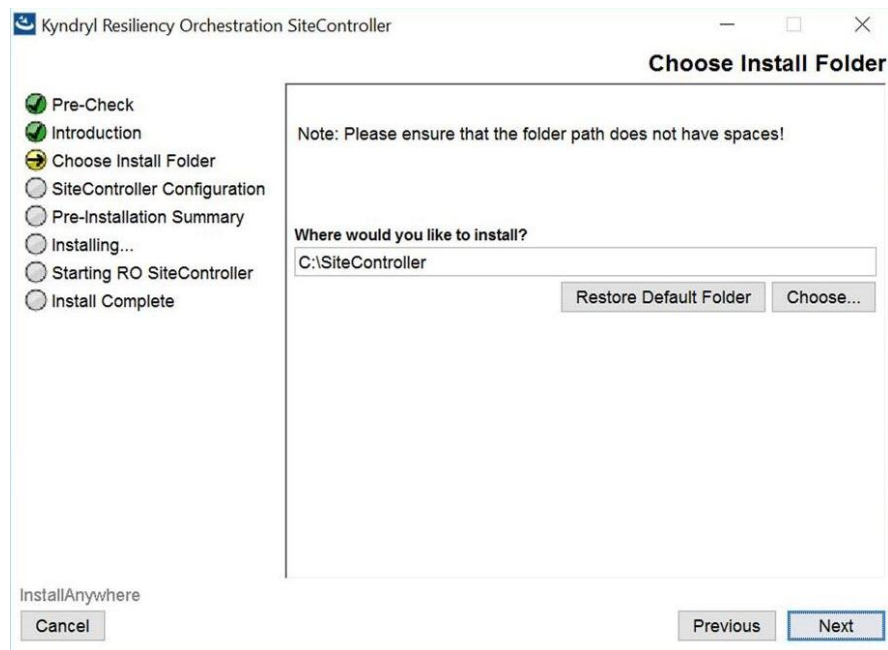 Kyndryl Resiliency Orchestration SiteController
Choose Install Folder
Pre-Check
Introduction
Choose Install Folder
SiteController Configuration
Pre-Installation Summary
Installing...
Starting RO SiteController
Install Complete
Note: Please ensure that the folder path does not have spaces!
Where would you like to install?
C:\SiteController
Restore Default Folder Choose...
InstallAnywhere
Cancel Previous Next